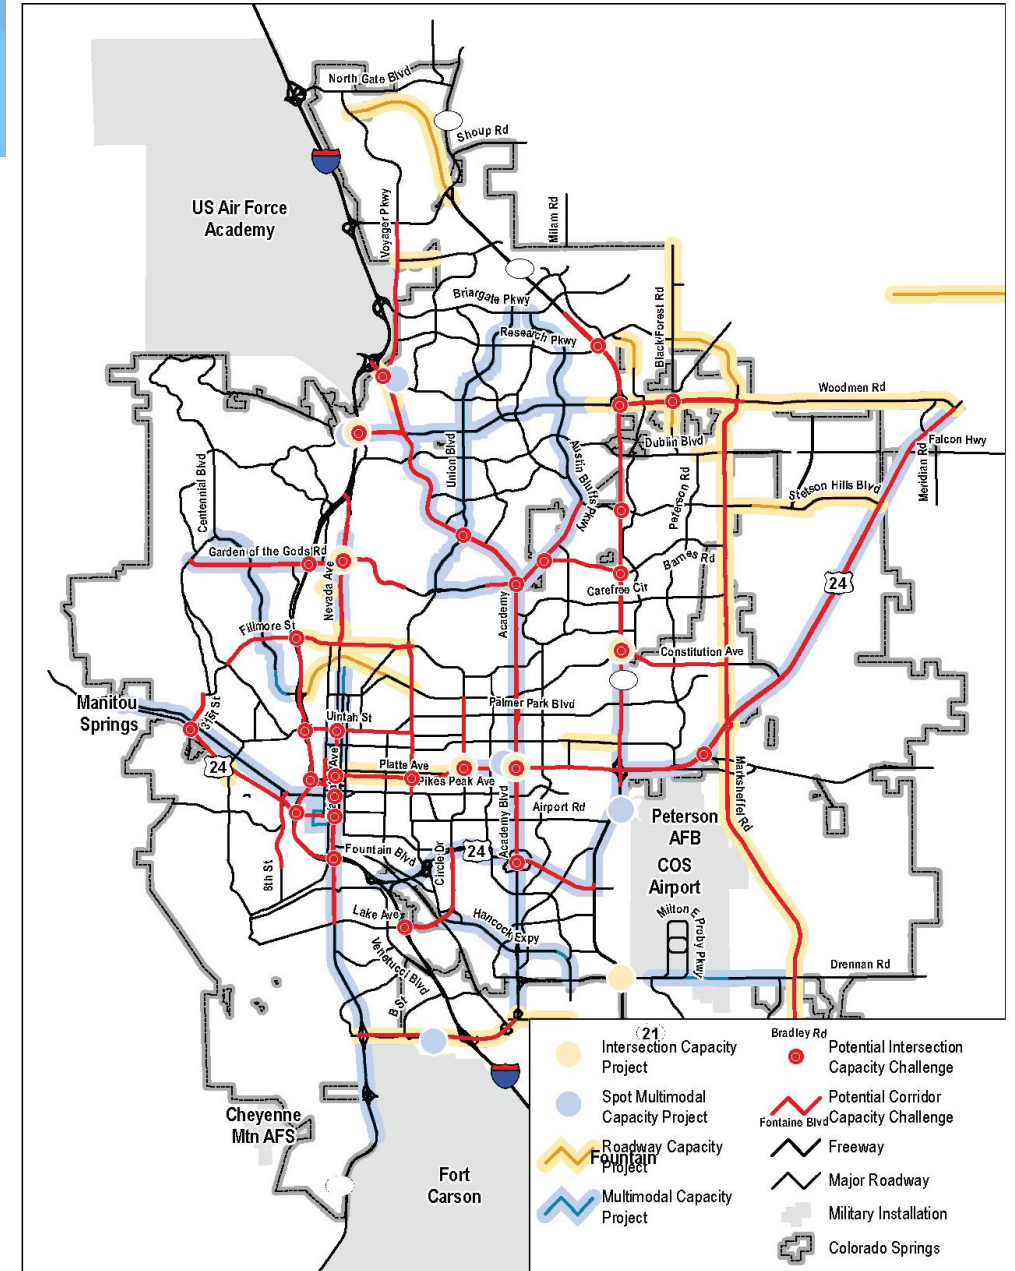 North Gate Blvd
Shoup Rd
US Air Force
Academy
Voyager Pkwy
Milam Rd
Briargate Pkwy
Black Forest Rd
Research Pkwy
Woodmen Rd
Union Blvd
Dublin Blvd
Falcon Hwy
Centennial Blvd
Austin Bluffs Pkwy
Peterson Rd
Meridian Rd
Stetson Hills Blvd
Garden of the Gods Rd
Barnes Rd
Nevada Ave
Carefree Cir
24
Academy
Fillmore St
Constitution Ave
Manitou
Springs
31st St
Palmer Park Blvd
Uintah St
24
Platte Ave
Pikes Peak Ave
Marksheffel Rd
Academy Blvd
Airport Rd
Peterson
AFB
Fountain Blvd
24
COS
Airport
8th St
Circle Dr
Lake Ave
Hancock Expy
Milton E Proby Pkwy
Venetucci Blvd
Drennan Rd
B St
21
Bradley Rd
Intersection Capacity
Project
Potential Intersection
Capacity Challenge
Spot Multimodal
Capacity Project
Potential Corridor
Capacity Challenge
Fontaine Blvd
Cheyenne
Mtn AFS
Roadway Capacity
Project
Fountain
Freeway
Fort
Carson
Major Roadway
Multimodal Capacity
Project
Military Installation
Colorado Springs